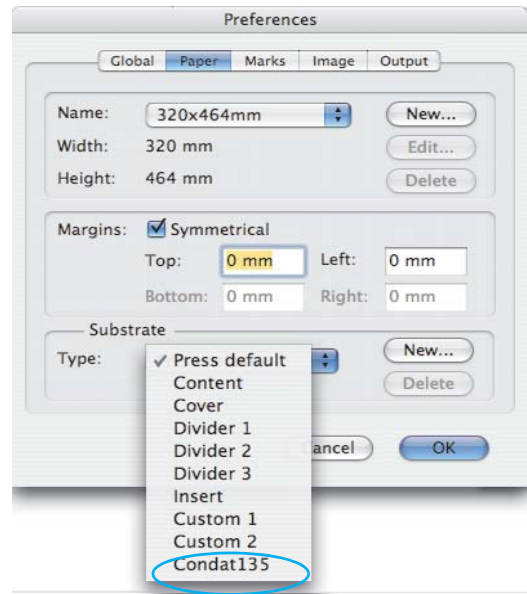 Preferences
Global Paper Marks Image Output
Name: 320x464mm New...
Width: 320 mm Edit...
Height: 464 mm Delete
Margins: Symmetrical
Top: 0 mm Left: 0 mm
Bottom: 0 mm Right: 0 mm
Substrate
Type: Press default New...
Content Delete
Cover
Divider 1
Divider 2 Cancel OK
Divider 3
Insert
Custom 1
Custom 2
Condat135